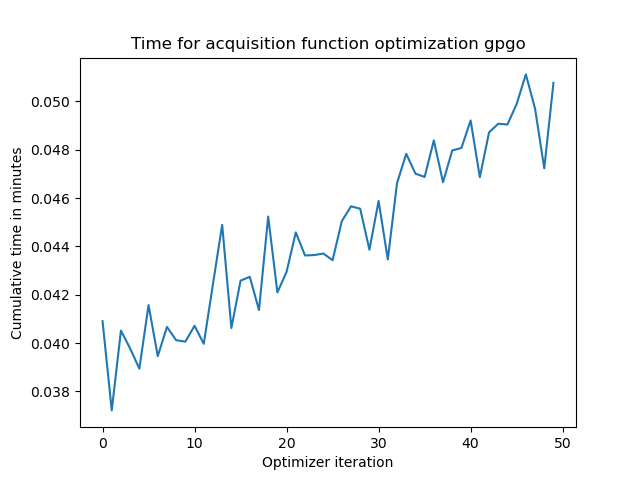 Time for acquisition function optimization gpgo
0.050
0.048
0.046
0.044
0.042
0.040
0.038
Cumulative time in minutes
0 10 20 30 40 50
Optimizer iteration